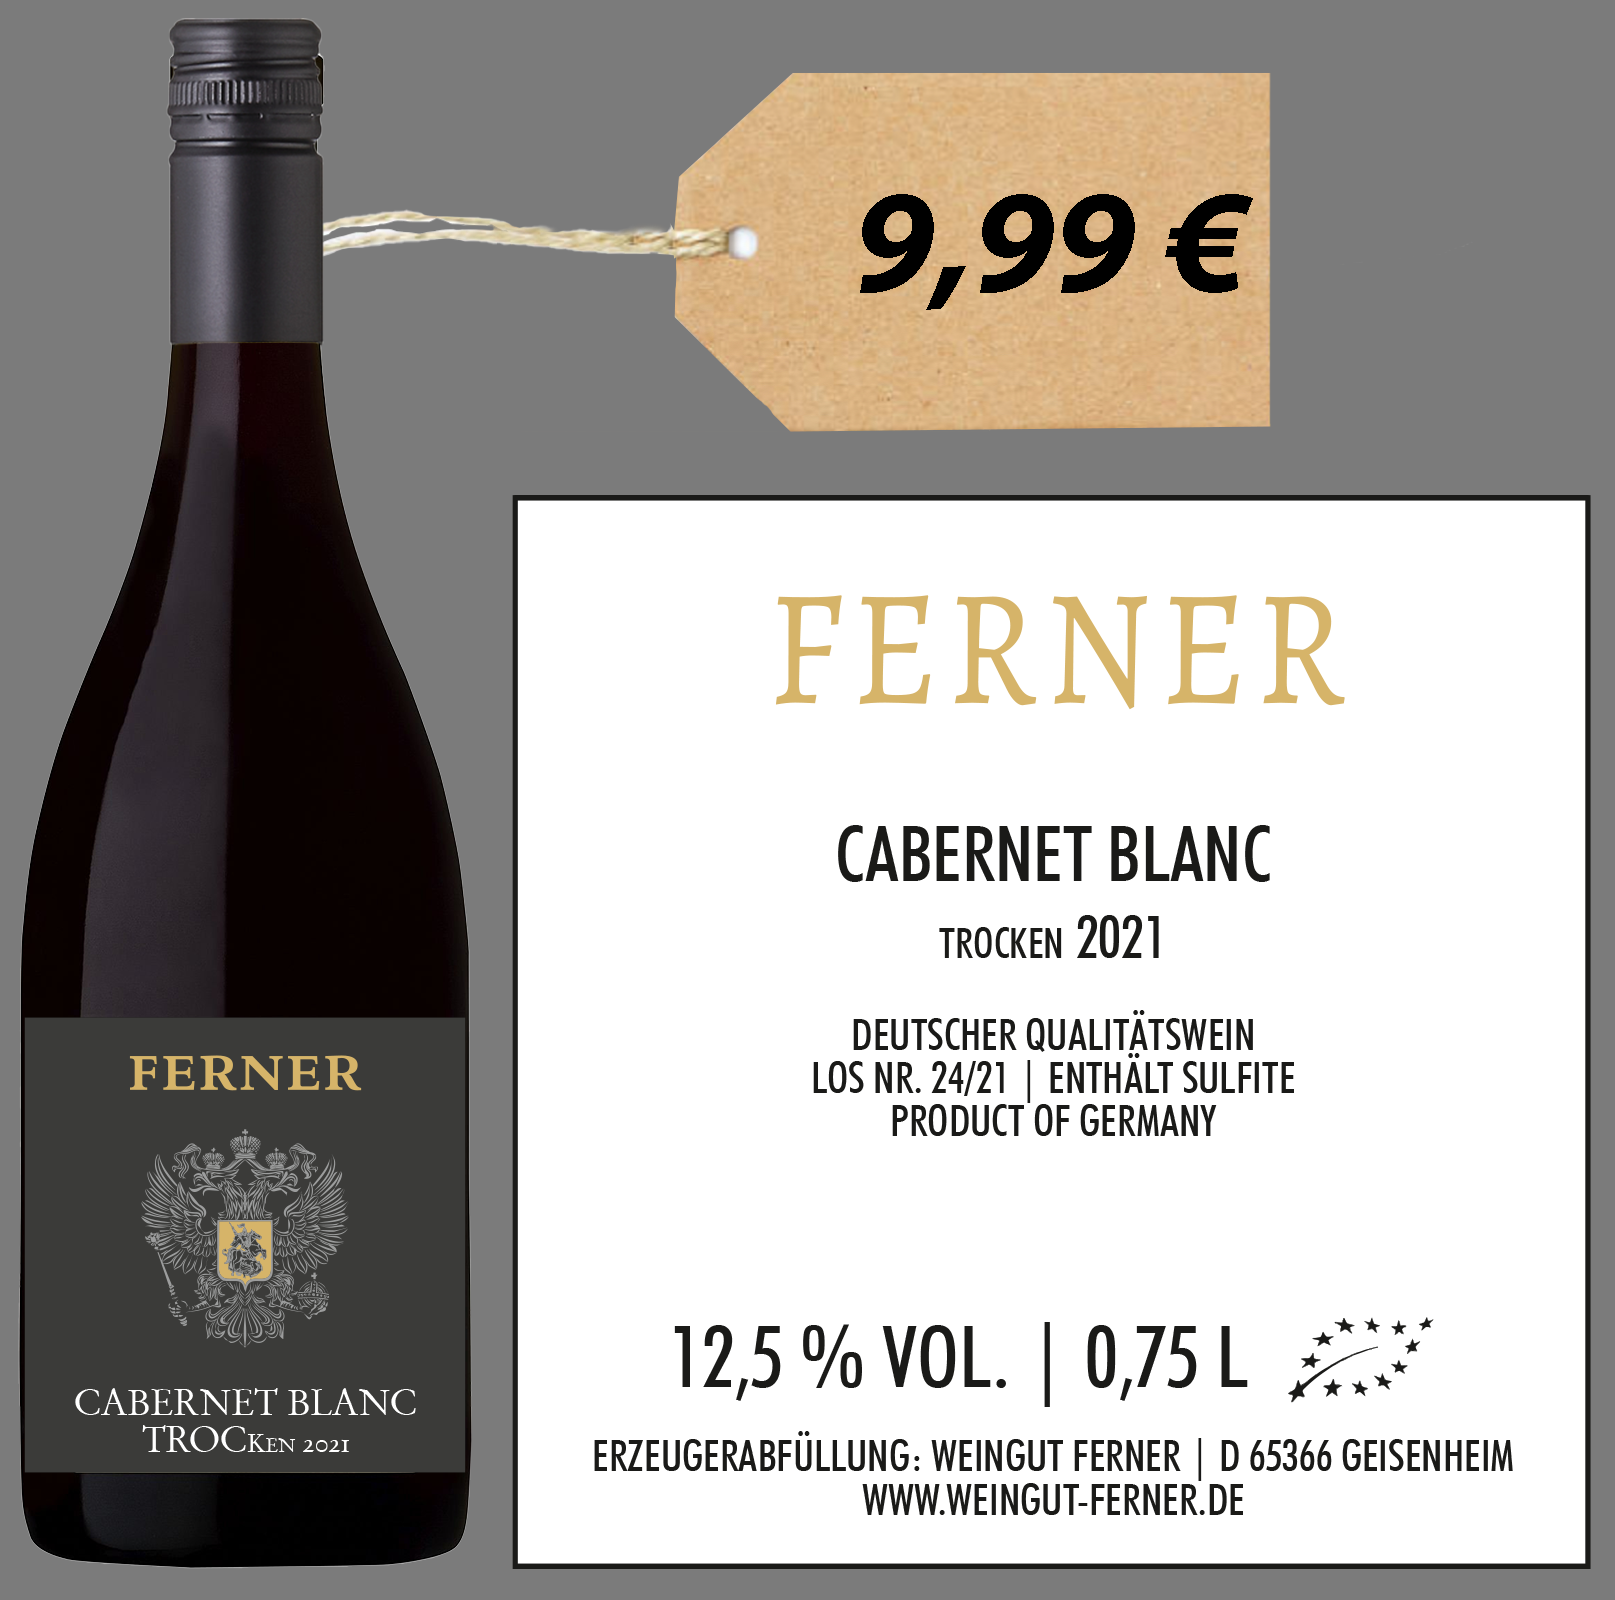 9,99 €
FERNER
CABERNET BLANC
TROCKEN 2021
DEUTSCHER QUALITÄTSWEIN
LOS NR. 24/21 | ENTHÄLT SULFITE
PRODUCT OF GERMANY
12,5 % VOL. | 0,75 L
ERZEUGERABFÜLLUNG: WEINGUT FERNER | D 65366 GEISENHEIM
WWW.WEINGUT-FERNER.DE
FERNER
CABERNET BLANC
TROCKEN 2021